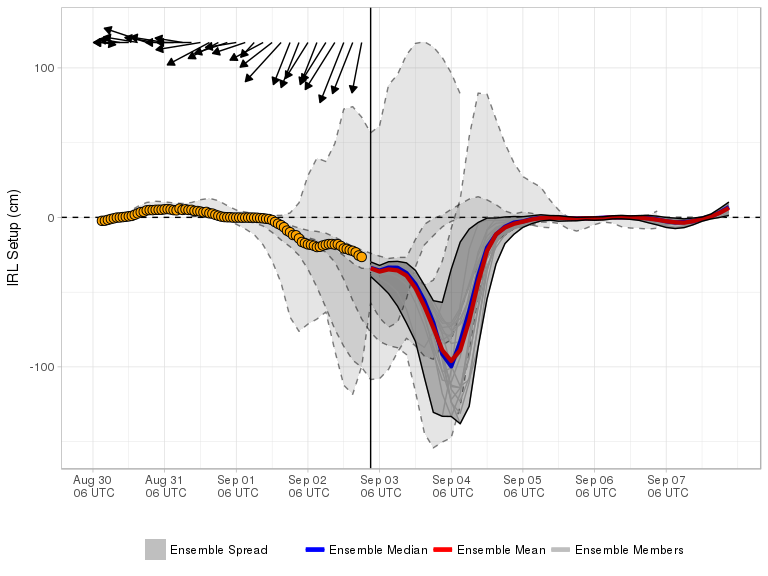 IRL Setup (cm)
100
0
-100
Aug 30 Aug 31 Sep 01 Sep 02 Sep 03 Sep 04 Sep 05 Sep 06 Sep 07
06 UTC 06 UTC 06 UTC 06 UTC 06 UTC 06 UTC 06 UTC 06 UTC 06 UTC
Ensemble Spread Ensemble Median Ensemble Mean Ensemble Members